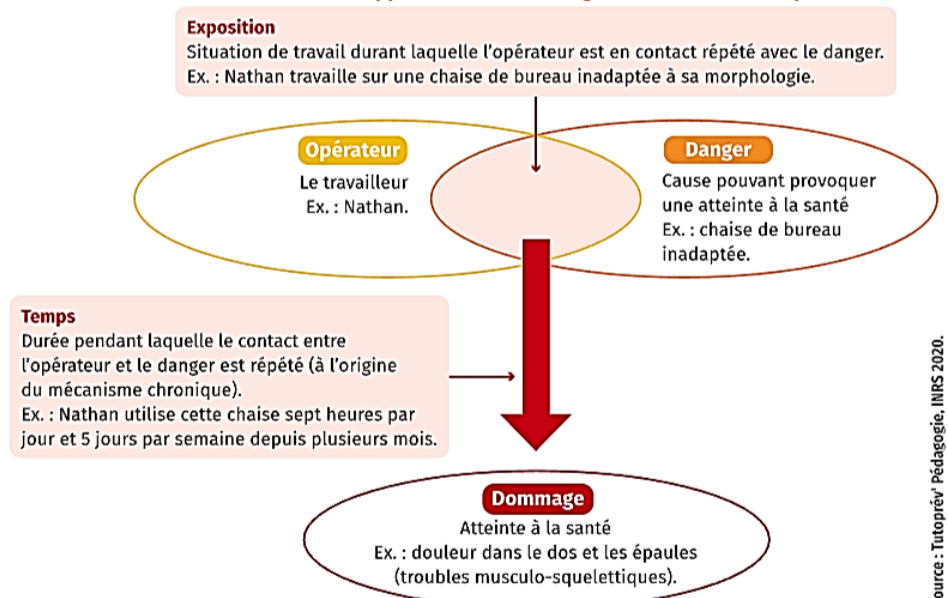 Exposition
Situation de travail durant laquelle l’opérateur est en contact répété avec le danger.
Ex. : Nathan travaille sur une chaise de bureau inadaptée à sa morphologie.
Opérateur
Le travailleur
Ex. : Nathan.
Danger
Cause pouvant provoquer
une atteinte à la santé
Ex. : chaise de bureau
inadaptée.
Temps
Durée pendant laquelle le contact entre
l’opérateur et le danger est répété (à l’origine
du mécanisme chronique).
Ex. : Nathan utilise cette chaise sept heures par
jour et 5 jours par semaine depuis plusieurs mois.
Dommage
Atteinte à la santé
Ex. : douleur dans le dos et les épaules
(troubles musculo-squelettiques).
ource : Tutoprév’ Pédagogie, INRS 2020.